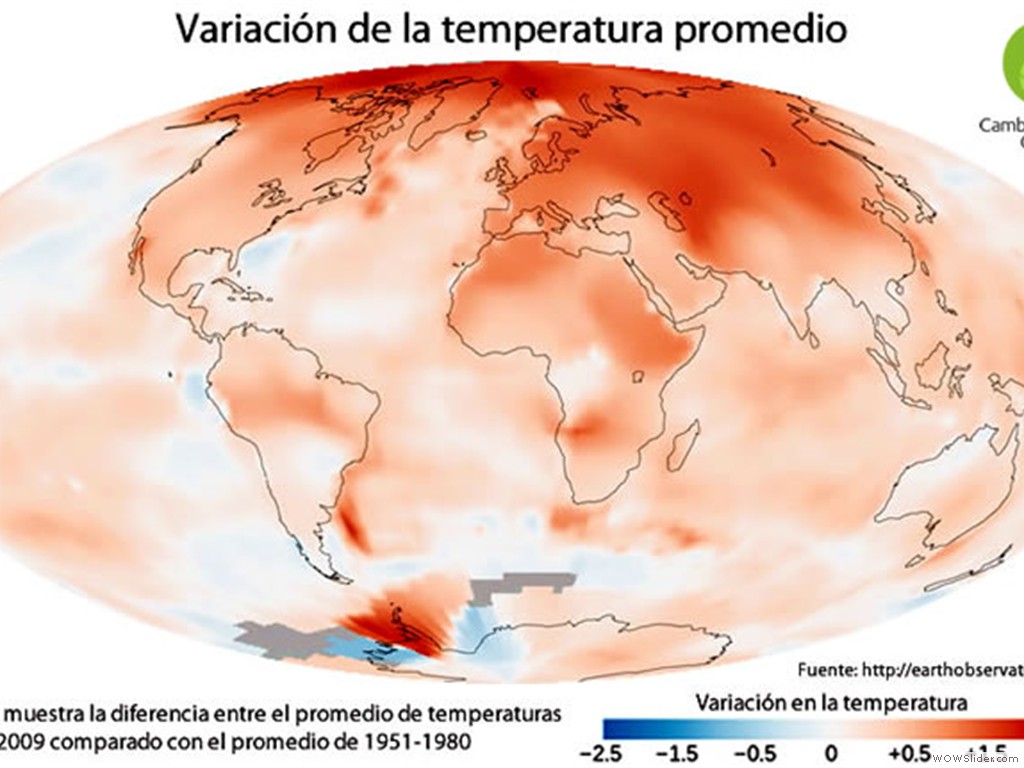 Variación de la temperatura promedio
Camb
Fuente: http://earthobservat
muestra la diferencia entre el promedio de temperaturas
2009 comparado con el promedio de 1951-1980
Variación en la temperatura
−2.5 −1.5 −0.5 0 +0.5 +1.5
WOWSlider.com